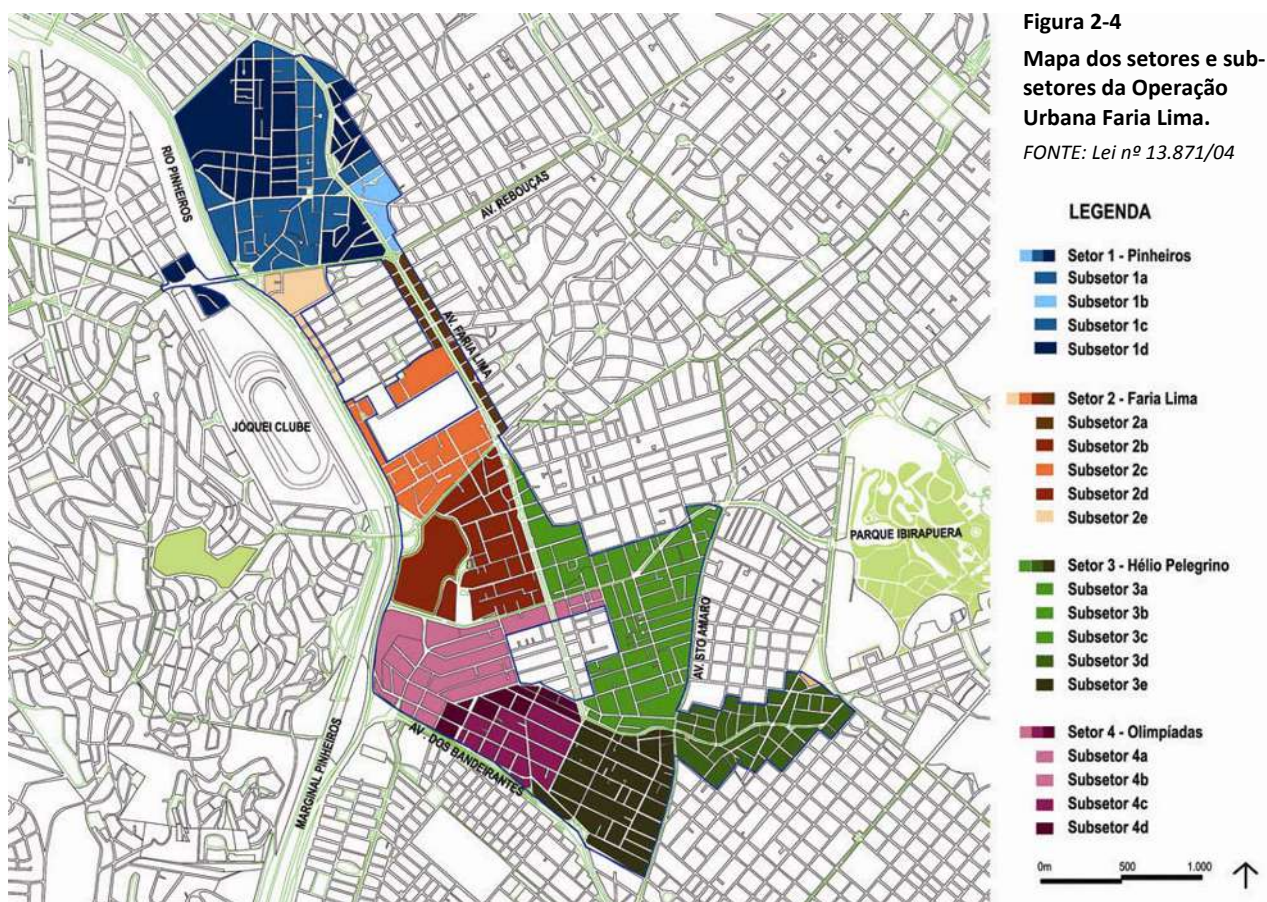 Figura 2-4
Mapa dos setores e sub-
setores da Operação
Urbana Faria Lima.
FONTE: Lei nº 13.871/04
LEGENDA
Setor 1 - Pinheiros
Subsetor 1a
Subsetor 1b
Subsetor 1c
Subsetor 1d
Setor 2 - Faria Lima
Subsetor 2a
Subsetor 2b
Subsetor 2c
Subsetor 2d
Subsetor 2e
Setor 3 - Hélio Pelegrino
Subsetor 3a
Subsetor 3b
Subsetor 3c
Subsetor 3d
Subsetor 3e
Setor 4 - Olimpíadas
Subsetor 4a
Subsetor 4b
Subsetor 4c
Subsetor 4d
0m 500 1.000
RIO PINHEIROS
AV. REBOUÇAS
AV. FARIA LIMA
JÓQUEI CLUBE
PARQUE IBIRAPUERA
AV. STO AMARO
AV. DOS BANDEIRANTES
MARGINAL PINHEIROS